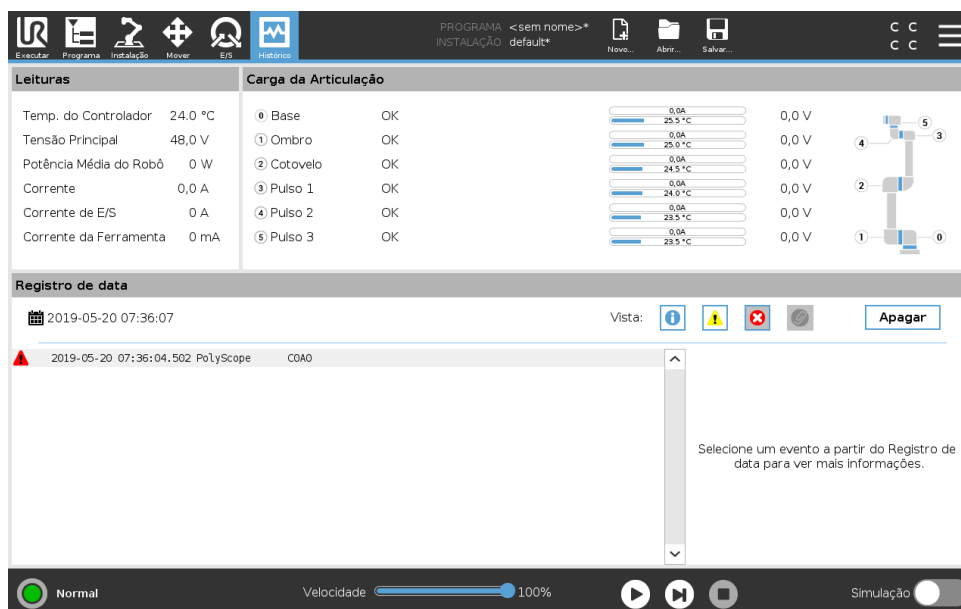 PROGRAMA <sem nome>*
INSTALAÇÃO default*
C C
C C
Executar Programa Instalação Mover E/S Histórico Novo... Abrir... Salvar...
Leituras
Temp. do Controlador 24.0 °C
Tensão Principal 48,0 V
Potência Média do Robô 0 W
Corrente 0,0 A
Corrente de E/S 0 A
Corrente da Ferramenta 0 mA
Carga da Articulação
0 Base OK 0,0A 25.5 °C 0,0 V
1 Ombro OK 0,0A 25.0 °C 0,0 V
2 Cotovelo OK 0,0A 24.5 °C 0,0 V
3 Pulso 1 OK 0,0A 24.0 °C 0,0 V
4 Pulso 2 OK 0,0A 23.5 °C 0,0 V
5 Pulso 3 OK 0,0A 23.5 °C 0,0 V
5
4 3
2
1 0
Registro de data
2019-05-20 07:36:07 Vista: Apagar
2019-05-20 07:36:04.502 PolyScope C0A0
Selecione um evento a partir do Registro de
data para ver mais informações.
Normal Velocidade 100% Simulação